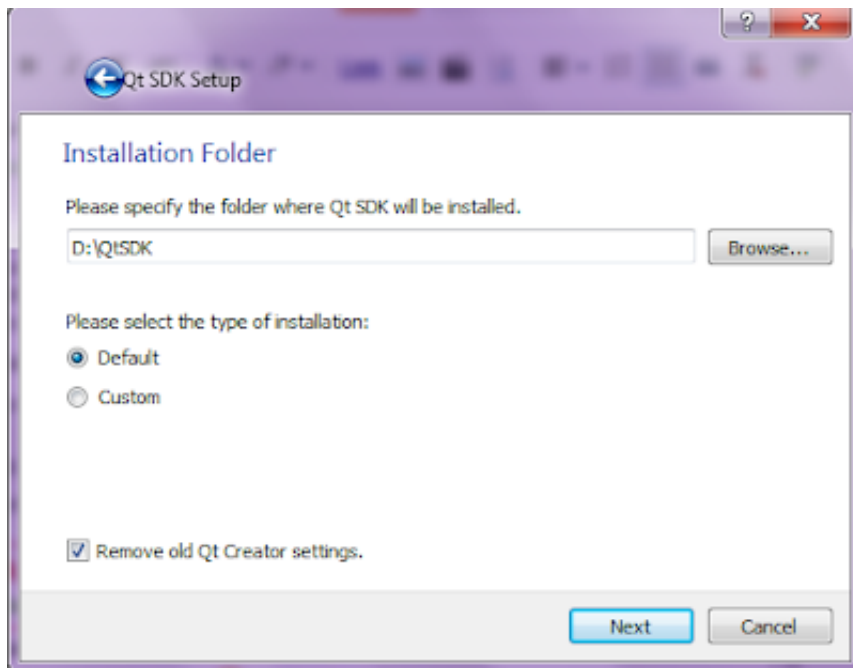 Qt SDK Setup
Installation Folder
Please specify the folder where Qt SDK will be installed.
D:\QtSDK
Browse...
Please select the type of installation:
Default
Custom
Remove old Qt Creator settings.
Next
Cancel